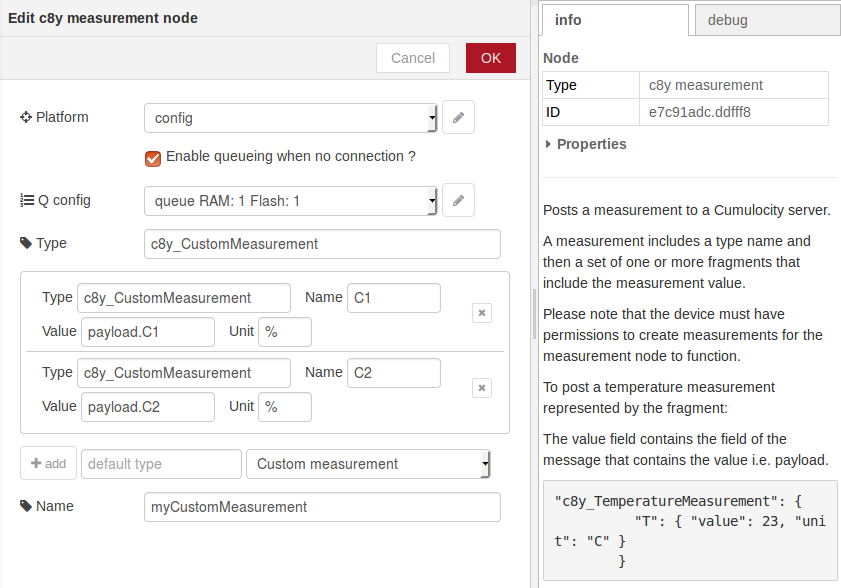 Edit c8y measurement node
Cancel
OK
Platform
config
Enable queueing when no connection ?
Q config
queue RAM: 1 Flash: 1
Type
c8y_CustomMeasurement
Type c8y_CustomMeasurement Name C1
Value payload.C1 Unit %
Type c8y_CustomMeasurement Name C2
Value payload.C2 Unit %
add default type Custom measurement
Name
myCustomMeasurement
info
debug
Node
Type c8y measurement
ID e7c91adc.ddfff8
Properties
Posts a measurement to a Cumulocity server.
A measurement includes a type name and
then a set of one or more fragments that
include the measurement value.
Please note that the device must have
permissions to create measurements for the
measurement node to function.
To post a temperature measurement
represented by the fragment:
The value field contains the field of the
message that contains the value i.e. payload.
"c8y_TemperatureMeasurement": {
"T": { "value": 23, "uni
t": "C" }
}